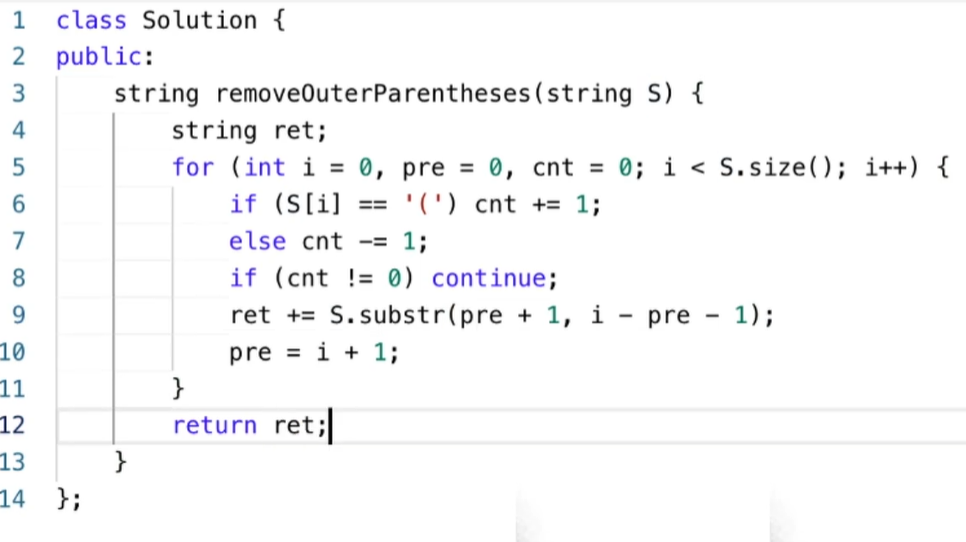 1 class Solution {
2 public:
3     string removeOuterParentheses(string S) {
4         string ret;
5         for (int i = 0, pre = 0, cnt = 0; i < S.size(); i++) {
6             if (S[i] == '(') cnt += 1;
7             else cnt -= 1;
8             if (cnt != 0) continue;
9             ret += S.substr(pre + 1, i - pre - 1);
10             pre = i + 1;
11         }
12         return ret;
13     }
14 };